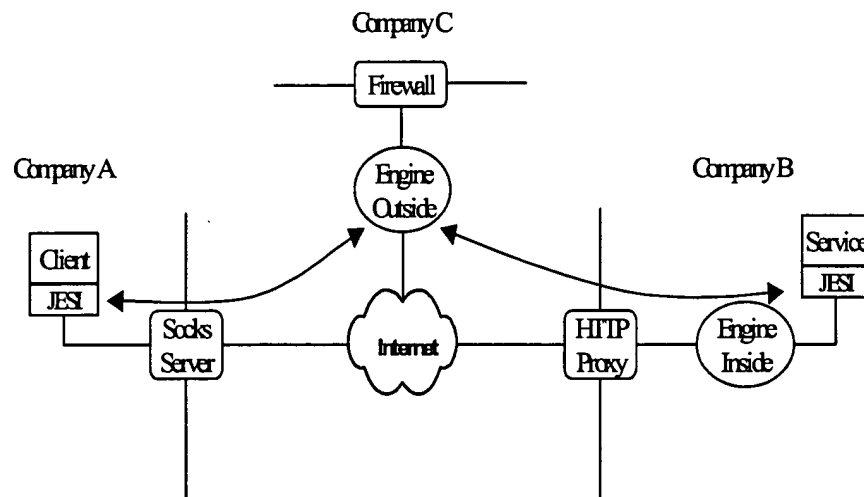 Company C
Firewall
Company A
Company B
Engine
Outside
Client
JESI
Service
JESI
Socks
Server
Internet
HTTP
Proxy
Engine
Inside